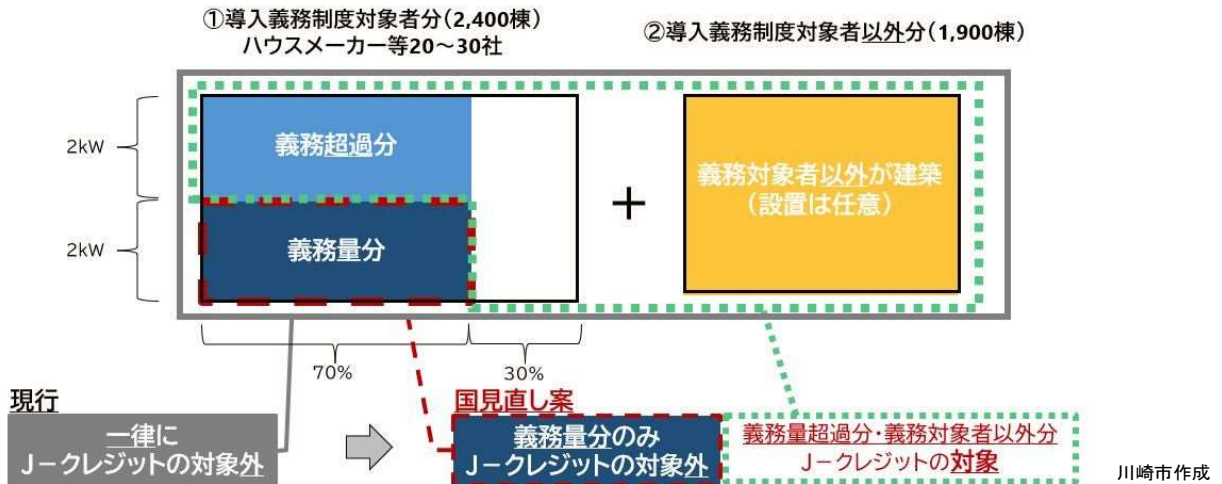 ①導入義務制度対象者分(2,400棟)
ハウスメーカー等20～30社
②導入義務制度対象者以外分(1,900棟)
2kW
義務超過分
2kW
義務量分
＋
義務対象者以外が建築
(設置は任意)
70%
30%
現行
一律に
J－クレジットの対象外
国見直し案
義務量分のみ
J－クレジットの対象外
義務量超過分・義務対象者以外分
J－クレジットの対象
川崎市作成